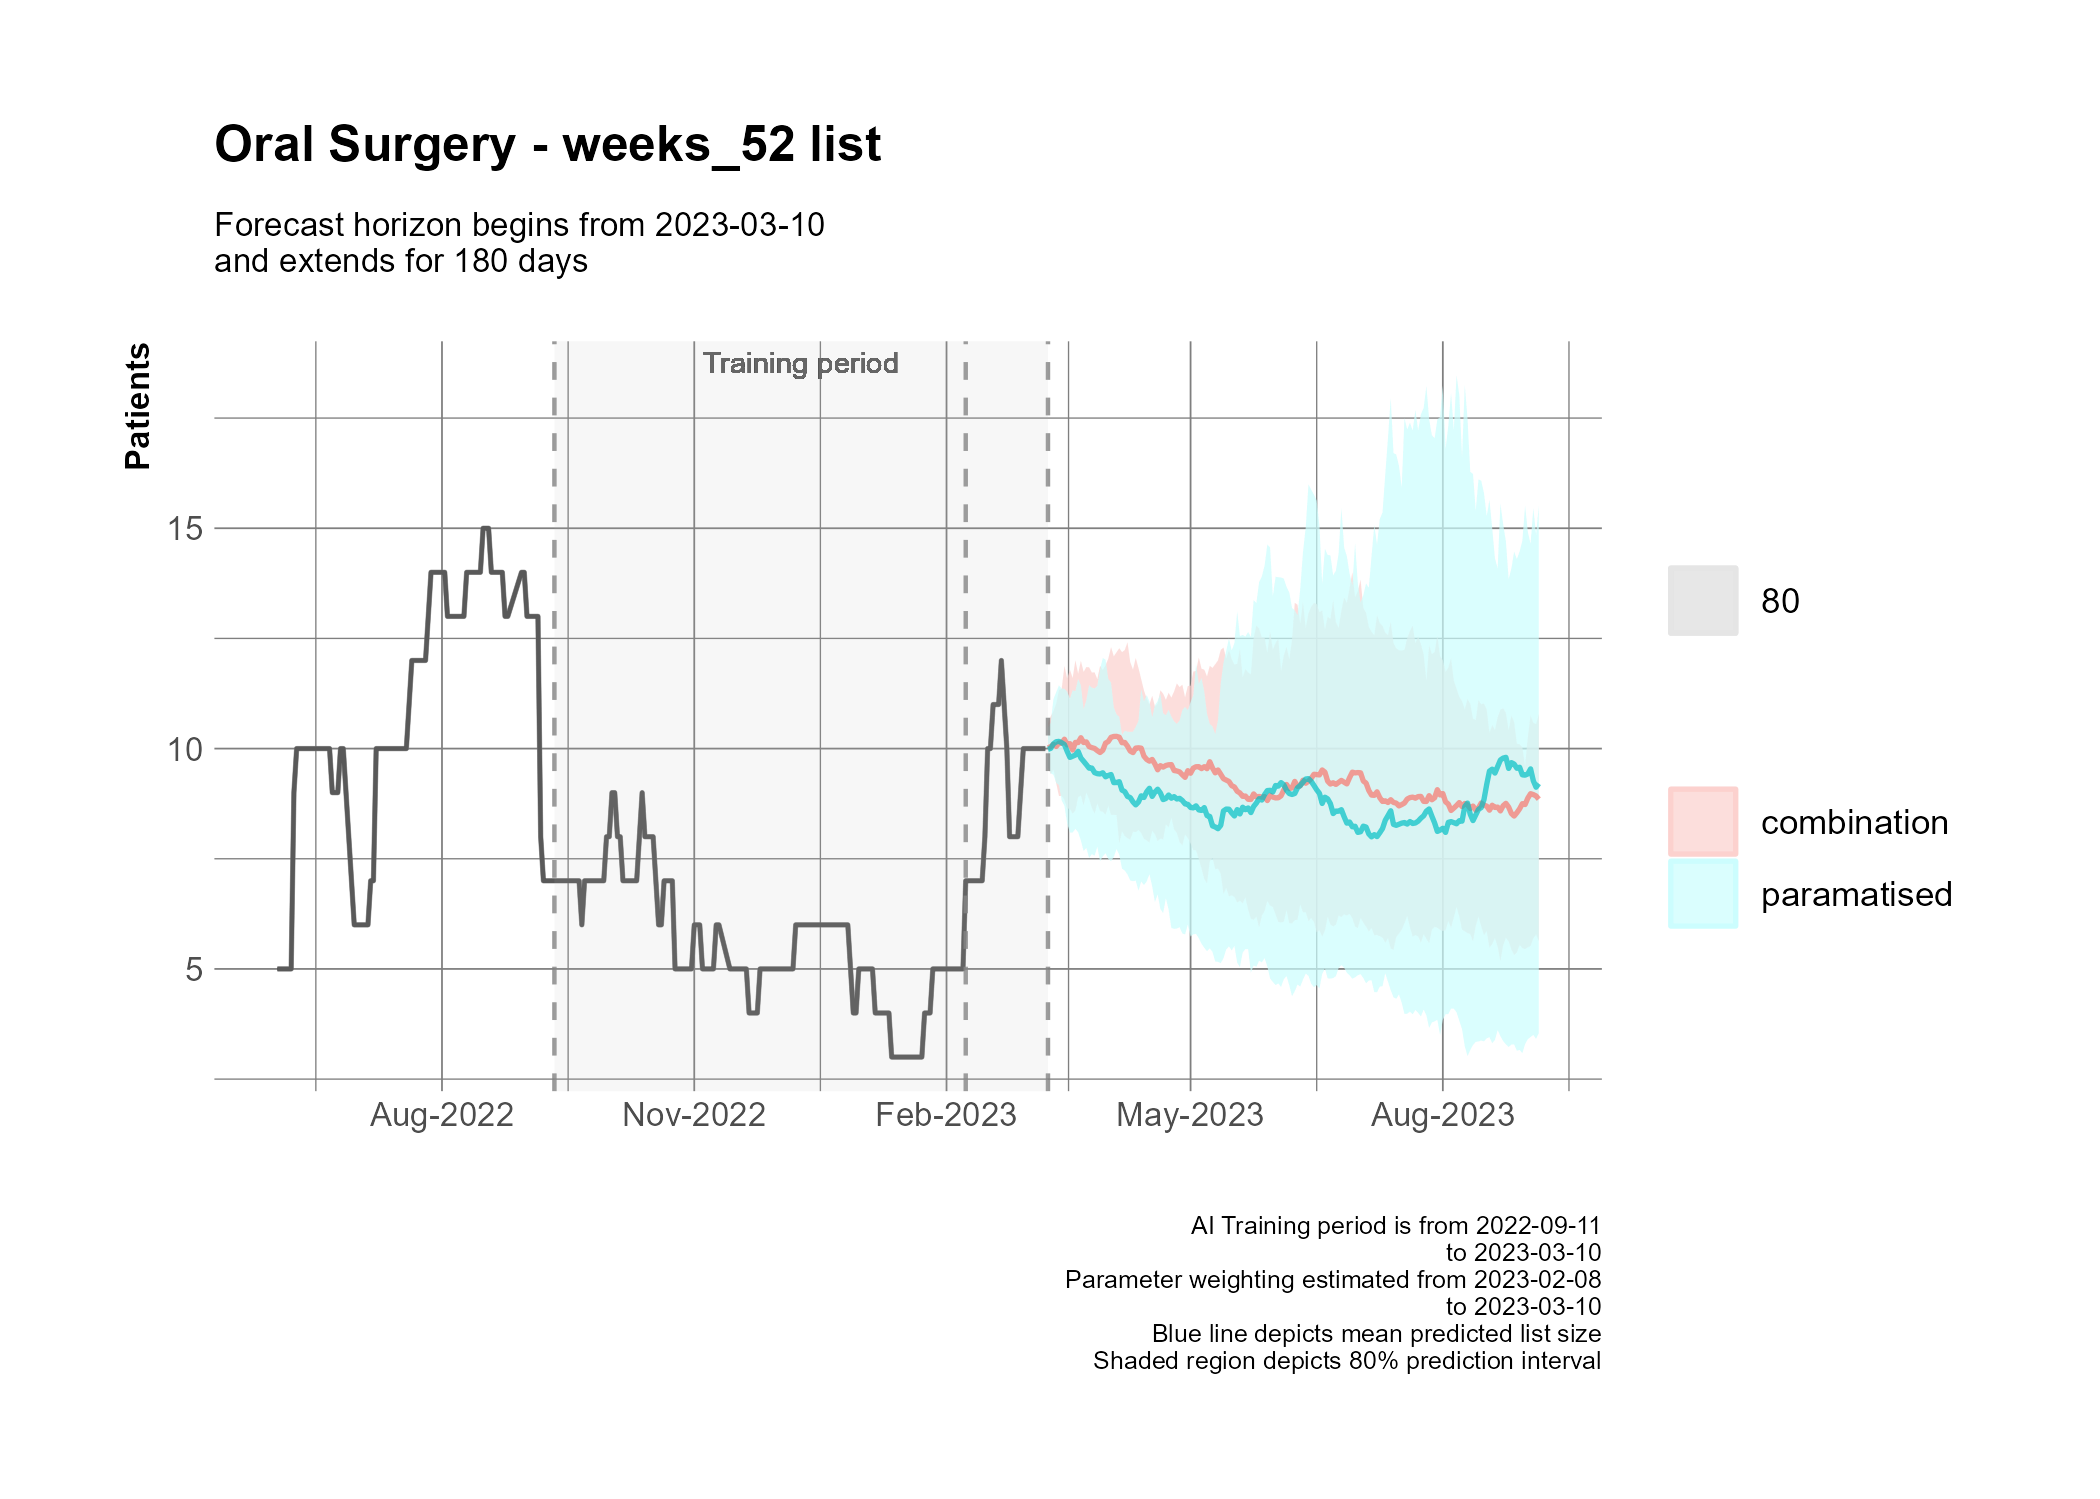 Oral Surgery - weeks_52 list
Forecast horizon begins from 2023-03-10
and extends for 180 days
Patients
Training period
15
10
5
Aug-2022
Nov-2022
Feb-2023
May-2023
Aug-2023
80
combination
paramatised
AI Training period is from 2022-09-11
to 2023-03-10
Parameter weighting estimated from 2023-02-08
to 2023-03-10
Blue line depicts mean predicted list size
Shaded region depicts 80% prediction interval